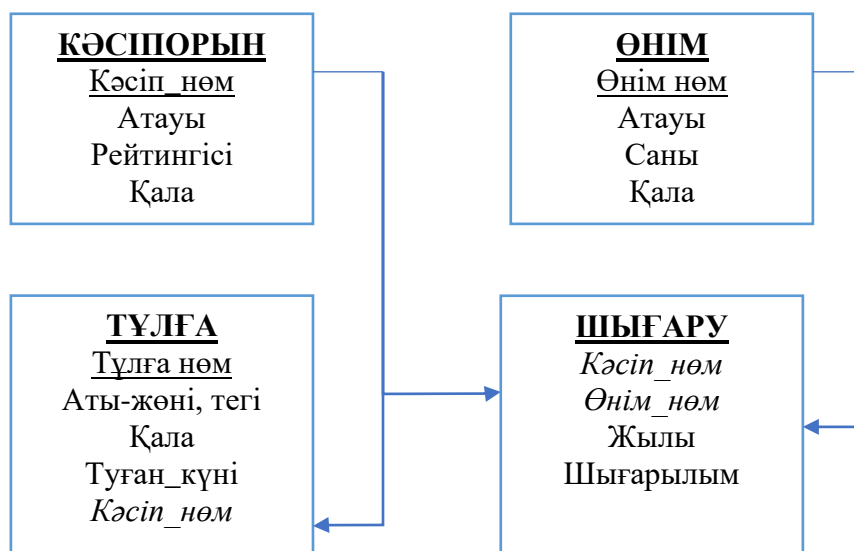 КӘСІПОРЫН
Кәсіп_нөм
Атауы
Рейтингісі
Қала
ӨНІМ
Өнім нөм
Атауы
Саны
Қала
ТҰЛҒА
Тұлға нөм
Аты-жөні, тегі
Қала
Туған_күні
Кәсіп_нөм
ШЫҒАРУ
Кәсіп_нөм
Өнім_нөм
Жылы
Шығарылым